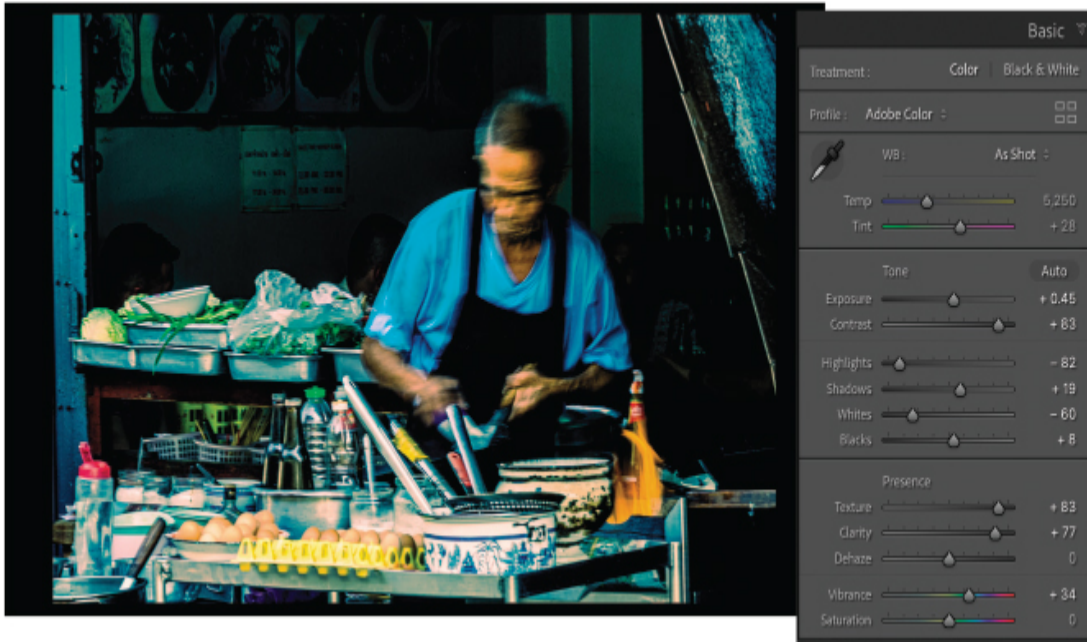 Basic
Treatment : Color Black & White
Profile : Adobe Color
WB : As Shot
Temp 5,250
Tint + 28
Tone Auto
Exposure + 0.45
Contrast + 83
Highlights − 82
Shadows + 19
Whites − 60
Blacks + 8
Presence
Texture + 83
Clarity + 77
Dehaze 0
Vibrance + 34
Saturation 0